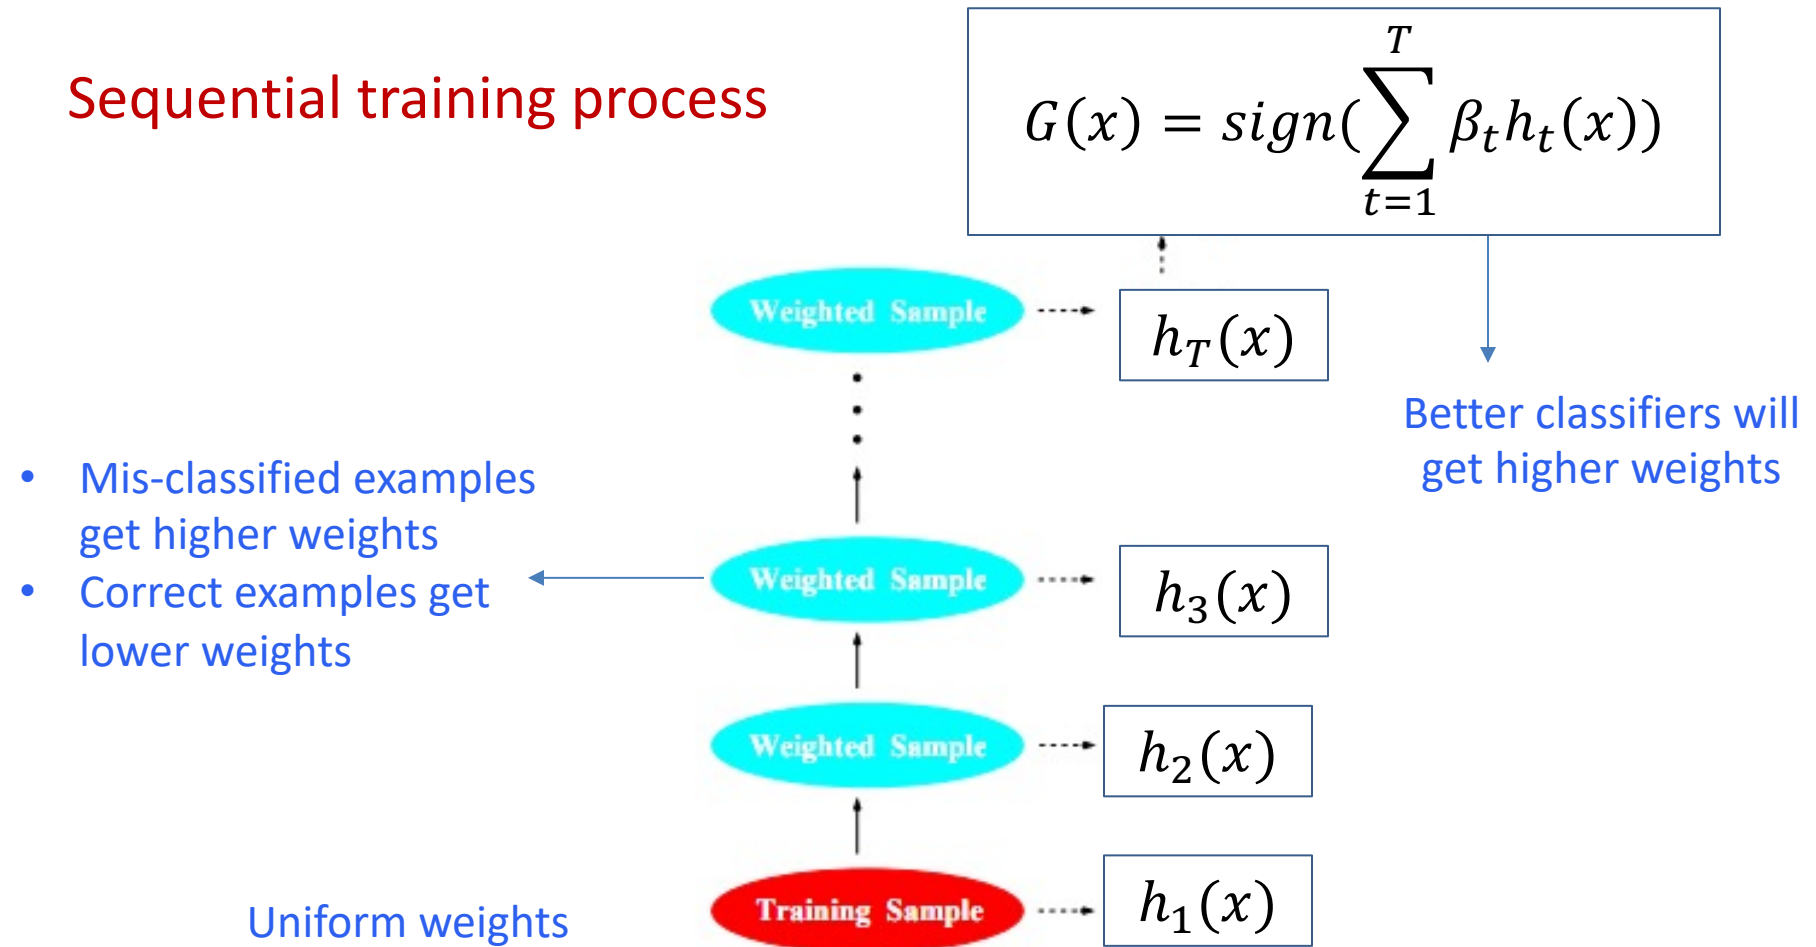 Sequential training process
G(x) = sign(∑_{t=1}^{T} β_t h_t(x))
Weighted Sample
h_T(x)
Better classifiers will
get higher weights
• Mis-classified examples
get higher weights
• Correct examples get
lower weights
Weighted Sample
h_3(x)
Weighted Sample
h_2(x)
Uniform weights
Training Sample
h_1(x)